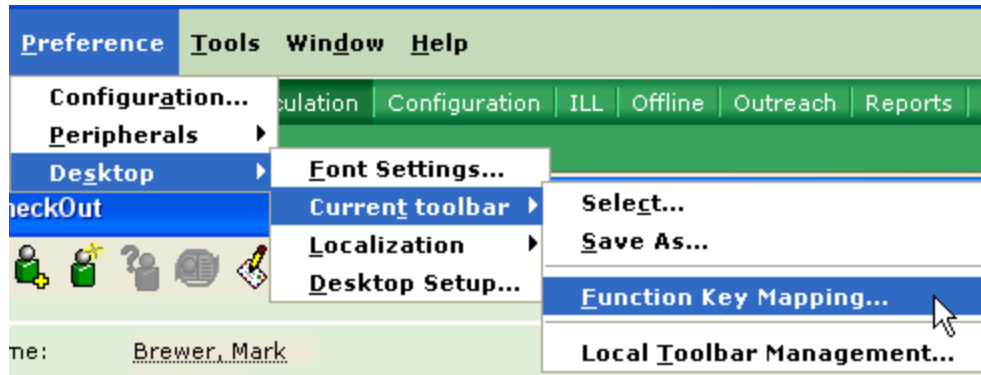 Preference Tools Window Help
Configuration...
culation Configuration ILL Offline Outreach Reports
Peripherals
Desktop
Font Settings...
heckOut
Current toolbar
Select...
Localization
Save As...
Desktop Setup...
Function Key Mapping...
me: Brewer, Mark
Local Toolbar Management...